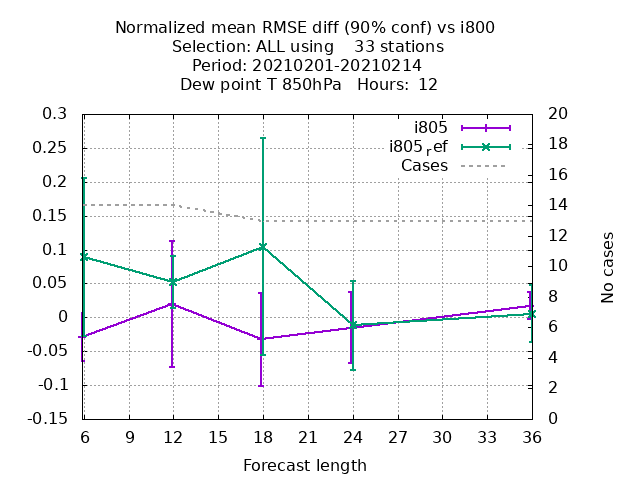 Normalized mean RMSE diff (90% conf) vs i800
Selection: ALL using    33 stations
Period: 20210201-20210214
Dew point T 850hPa   Hours:  12
i805
i805ref
Cases
0.3
0.25
0.2
0.15
0.1
0.05
0
-0.05
-0.1
-0.15
20
18
16
14
12
10
8
6
4
2
0
No cases
6 9 12 15 18 21 24 27 30 33 36
Forecast length